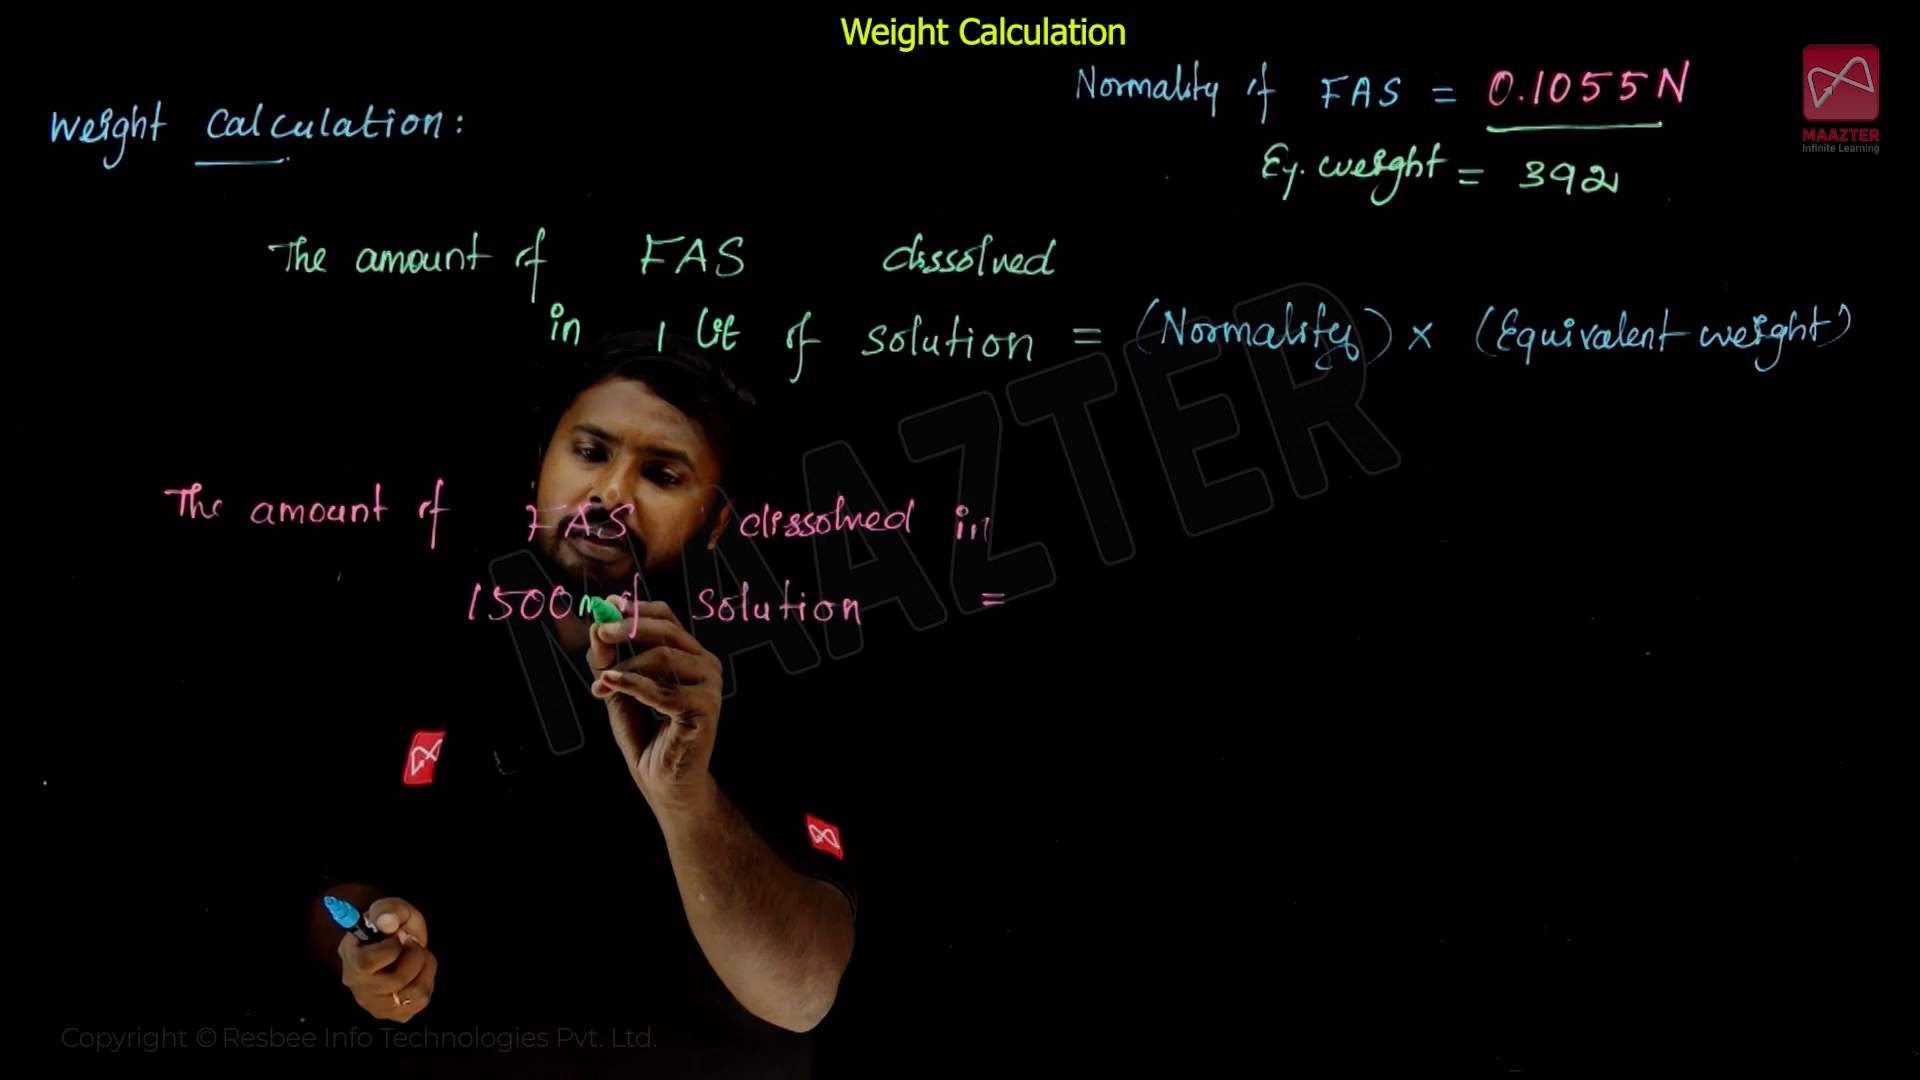 Weight Calculation
Normality of FAS = 0.1055N
MAAZTER
Infinite Learning
Weight Calculation:
Eq. weight = 392
The amount of FAS dissolved
in 1 lit of solution = (Normality) × (Equivalent weight)
MAAZTER
The amount of FAS dissolved in
1500m of solution =
Copyright © Resbee Info Technologies Pvt. Ltd.